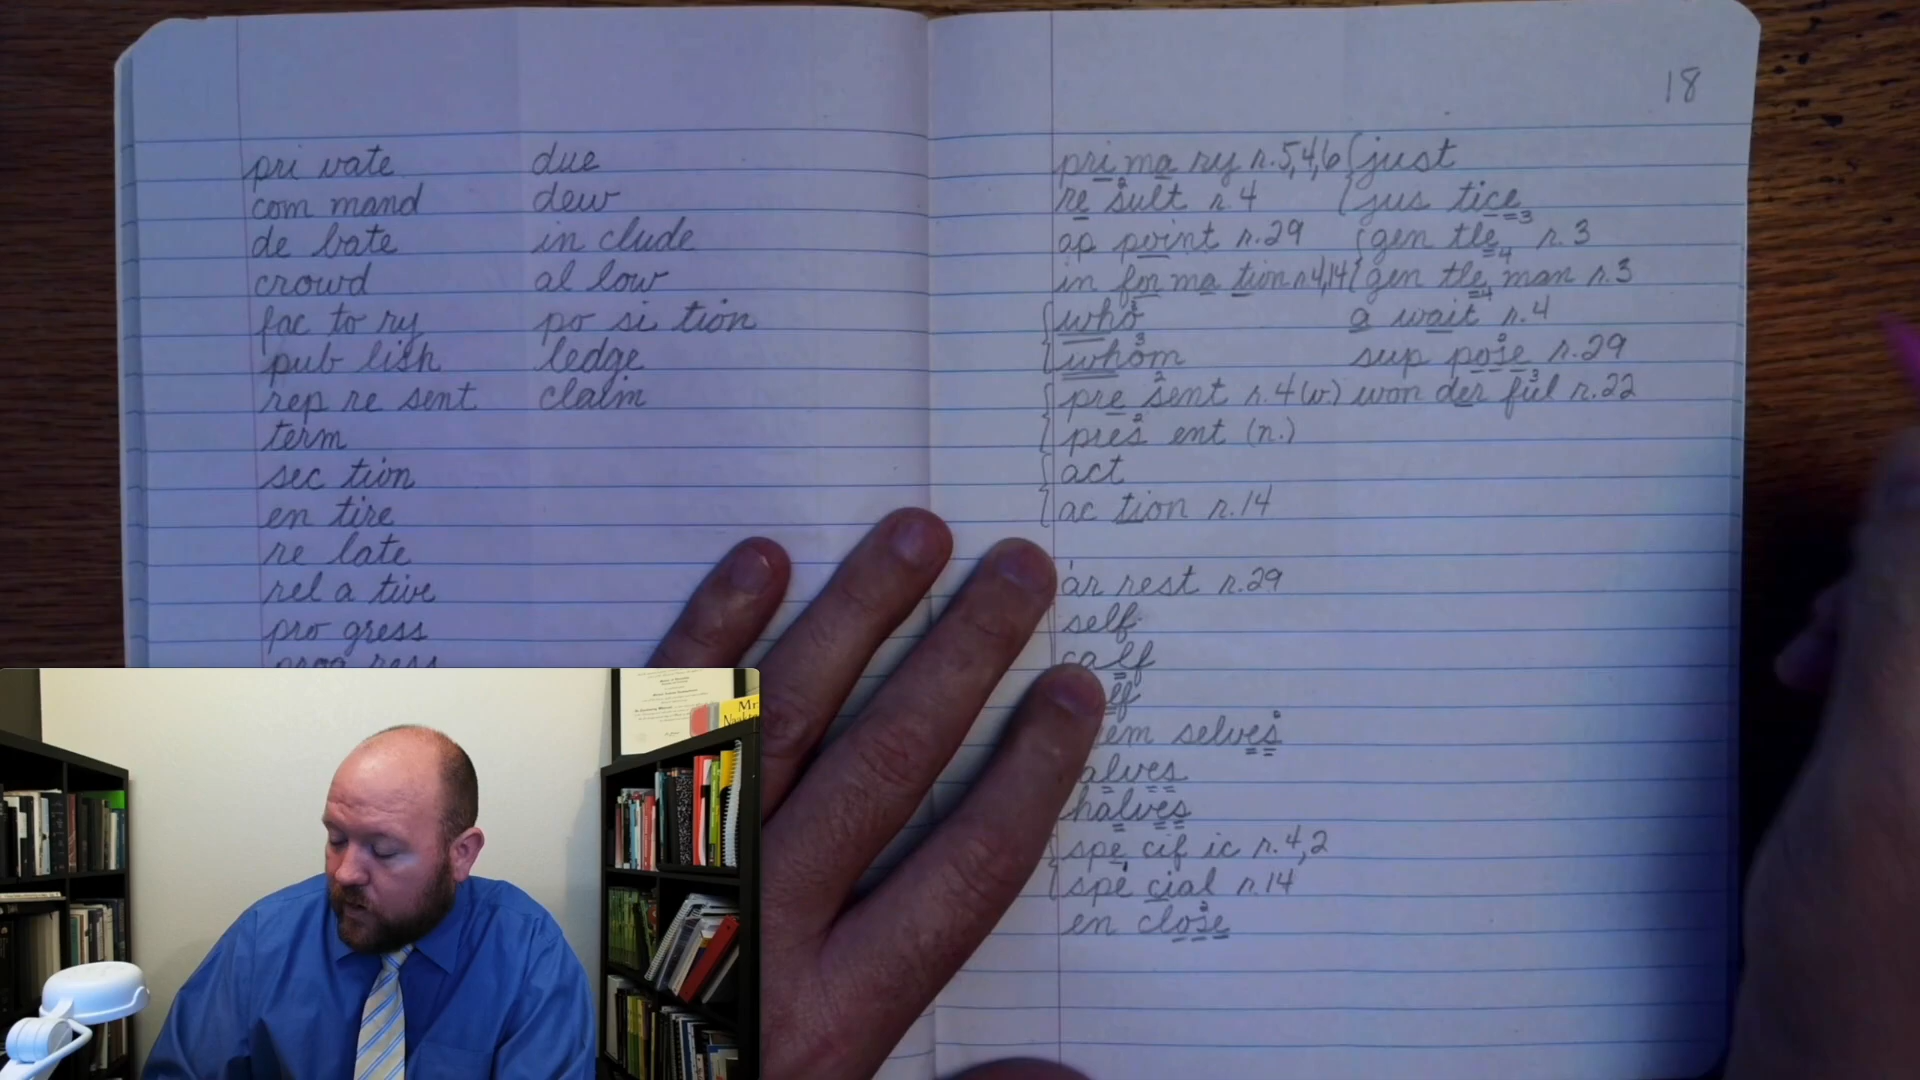 18
pri vate due
com mand dew
de bate in clude
crowd al low
fac to ry po si tion
pub lish ledge
rep re sent claim
term
sec tion
en tire
re late
rel a tive
pro gress
prog ress
pri ma ry r.5,4,6 just
re sult r.4 jus tice
ap point r.29 gen tle r.3
in for ma tion r.4,14 gen tle man r.3
who a wait r.4
whom sup pose r.29
pre sent r.4 (v.) won der ful r.22
pres ent (n.)
act
ac tion r.14
ar rest r.29
self
calf
selves
halves
spe cif ic r.4,2
spe cial r.14
en close